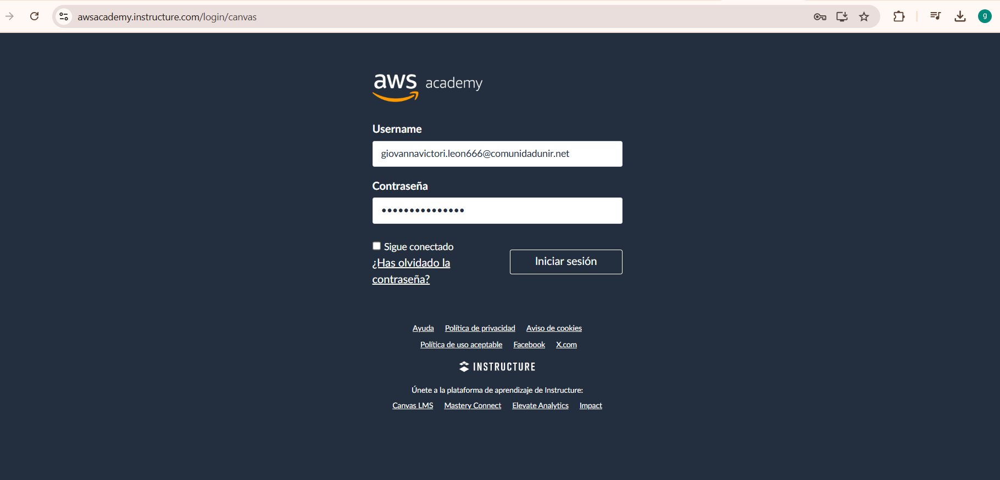 awsacademy.instructure.com/login/canvas
g
aws academy
Username
giovannavictori.leon666@comunidadunir.net
Contraseña
•••••••••••••••
Sigue conectado
¿Has olvidado la
contraseña?
Iniciar sesión
Ayuda Política de privacidad Aviso de cookies
Política de uso aceptable Facebook X.com
INSTRUCTURE
Únete a la plataforma de aprendizaje de Instructure:
Canvas LMS Mastery Connect Elevate Analytics Impact